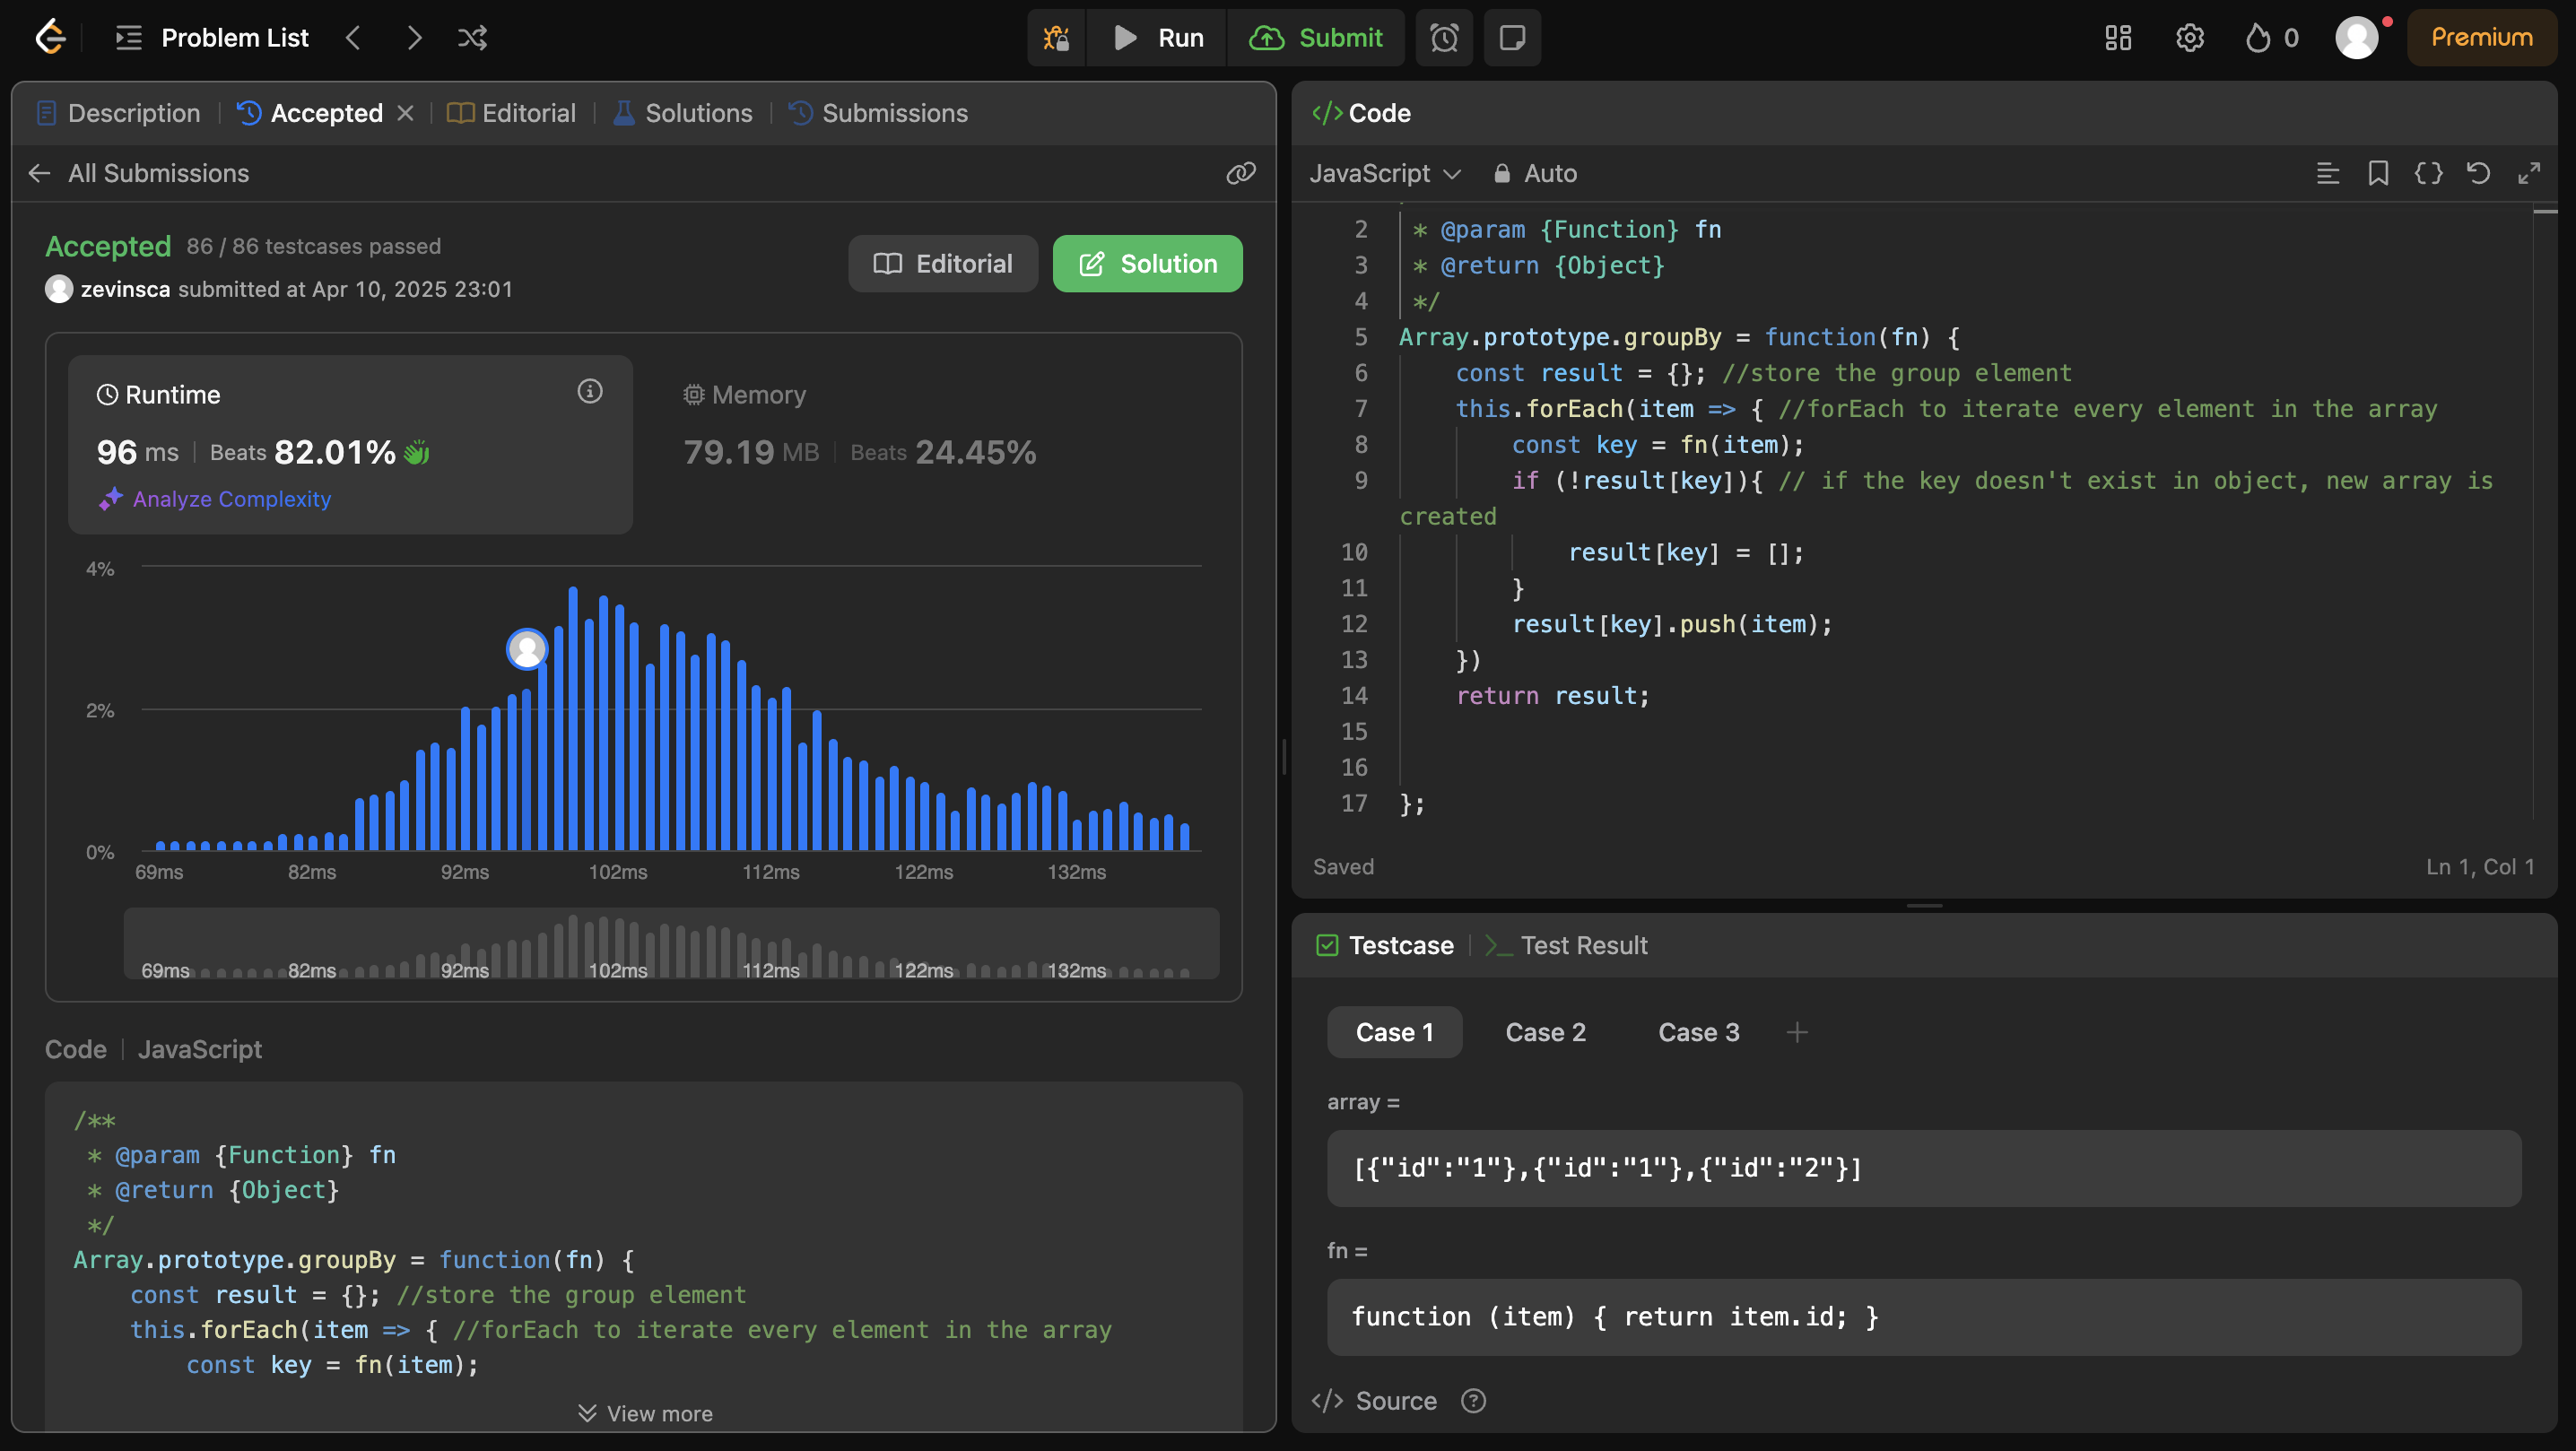 Problem List
Run
Submit
0
Premium
Description
Accepted
Editorial
Solutions
Submissions
All Submissions
Accepted 86 / 86 testcases passed
zevinsca submitted at Apr 10, 2025 23:01
Editorial
Solution
Runtime
96 ms Beats 82.01%
Analyze Complexity
Memory
79.19 MB Beats 24.45%
4%
2%
0%
69ms 82ms 92ms 102ms 112ms 122ms 132ms
69ms 82ms 92ms 102ms 112ms 122ms 132ms
Code JavaScript
/**
* @param {Function} fn
* @return {Object}
*/
Array.prototype.groupBy = function(fn) {
const result = {}; //store the group element
this.forEach(item => { //forEach to iterate every element in the array
const key = fn(item);
View more
</> Code
JavaScript
Auto
2 * @param {Function} fn
3 * @return {Object}
4 */
5 Array.prototype.groupBy = function(fn) {
6 const result = {}; //store the group element
7 this.forEach(item => { //forEach to iterate every element in the array
8 const key = fn(item);
9 if (!result[key]){ // if the key doesn't exist in object, new array is
created
10 result[key] = [];
11 }
12 result[key].push(item);
13 })
14 return result;
15
16
17 };
Saved
Ln 1, Col 1
Testcase
Test Result
Case 1
Case 2
Case 3
array =
[{"id":"1"},{"id":"1"},{"id":"2"}]
fn =
function (item) { return item.id; }
</> Source